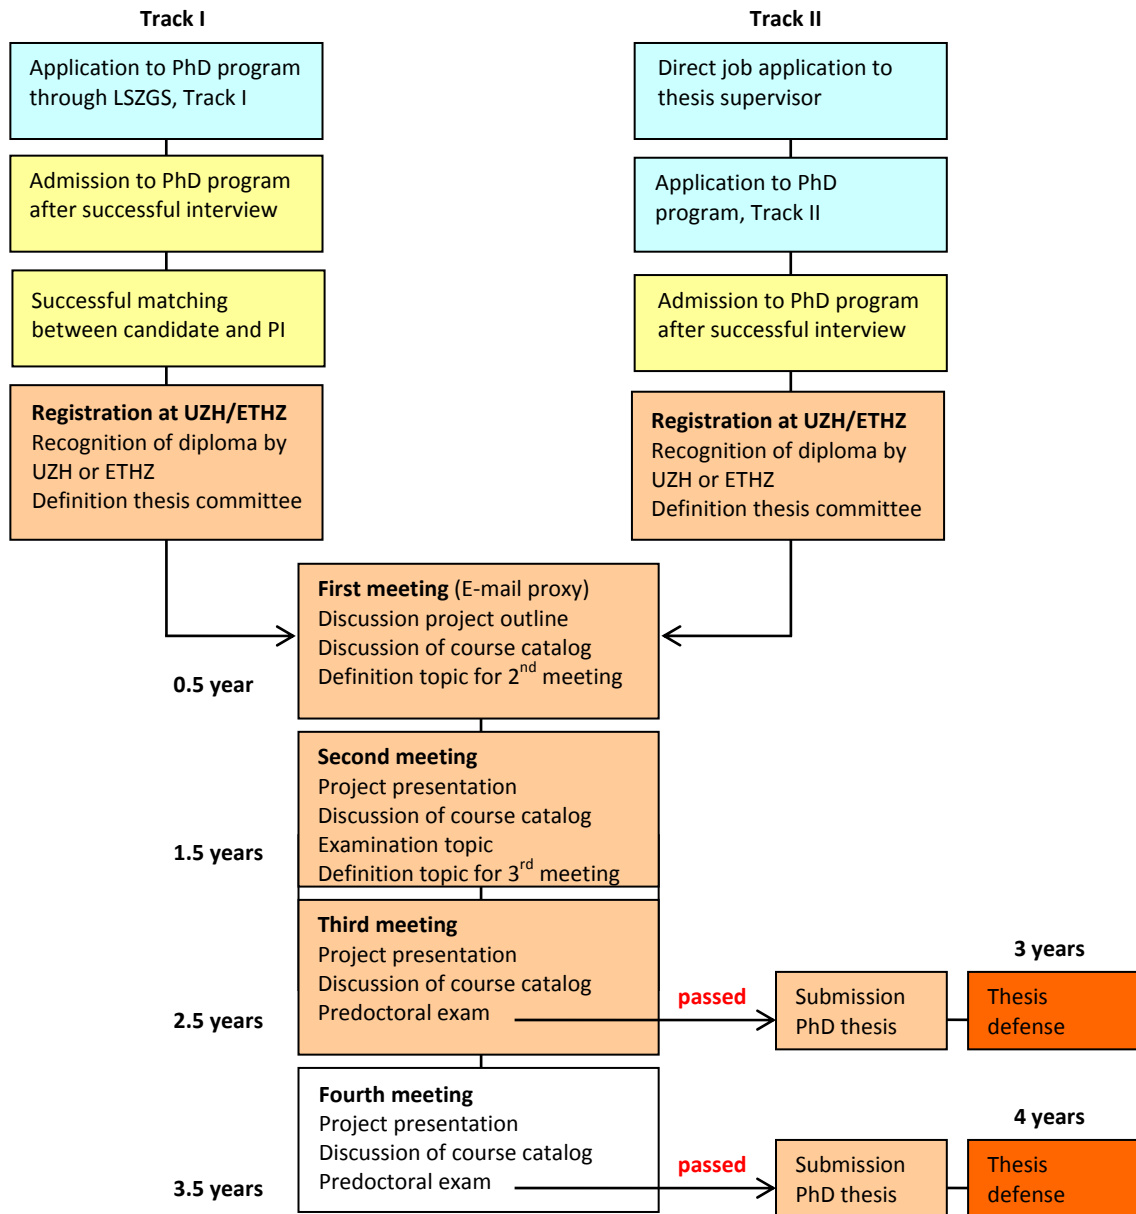 Track I
Application to PhD program
through LSZGS, Track I
Admission to PhD program
after successful interview
Successful matching
between candidate and PI
Registration at UZH/ETHZ
Recognition of diploma by
UZH or ETHZ
Definition thesis committee
Track II
Direct job application to
thesis supervisor
Application to PhD
program, Track II
Admission to PhD program
after successful interview
Registration at UZH/ETHZ
Recognition of diploma by
UZH or ETHZ
Definition thesis committee
First meeting (E-mail proxy)
Discussion project outline
Discussion of course catalog
Definition topic for 2nd meeting
0.5 year
Second meeting
Project presentation
Discussion of course catalog
Examination topic
Definition topic for 3rd meeting
1.5 years
Third meeting
Project presentation
Discussion of course catalog
Predoctoral exam
2.5 years
passed
Submission
PhD thesis
3 years
Thesis
defense
Fourth meeting
Project presentation
Discussion of course catalog
Predoctoral exam
3.5 years
passed
Submission
PhD thesis
4 years
Thesis
defense